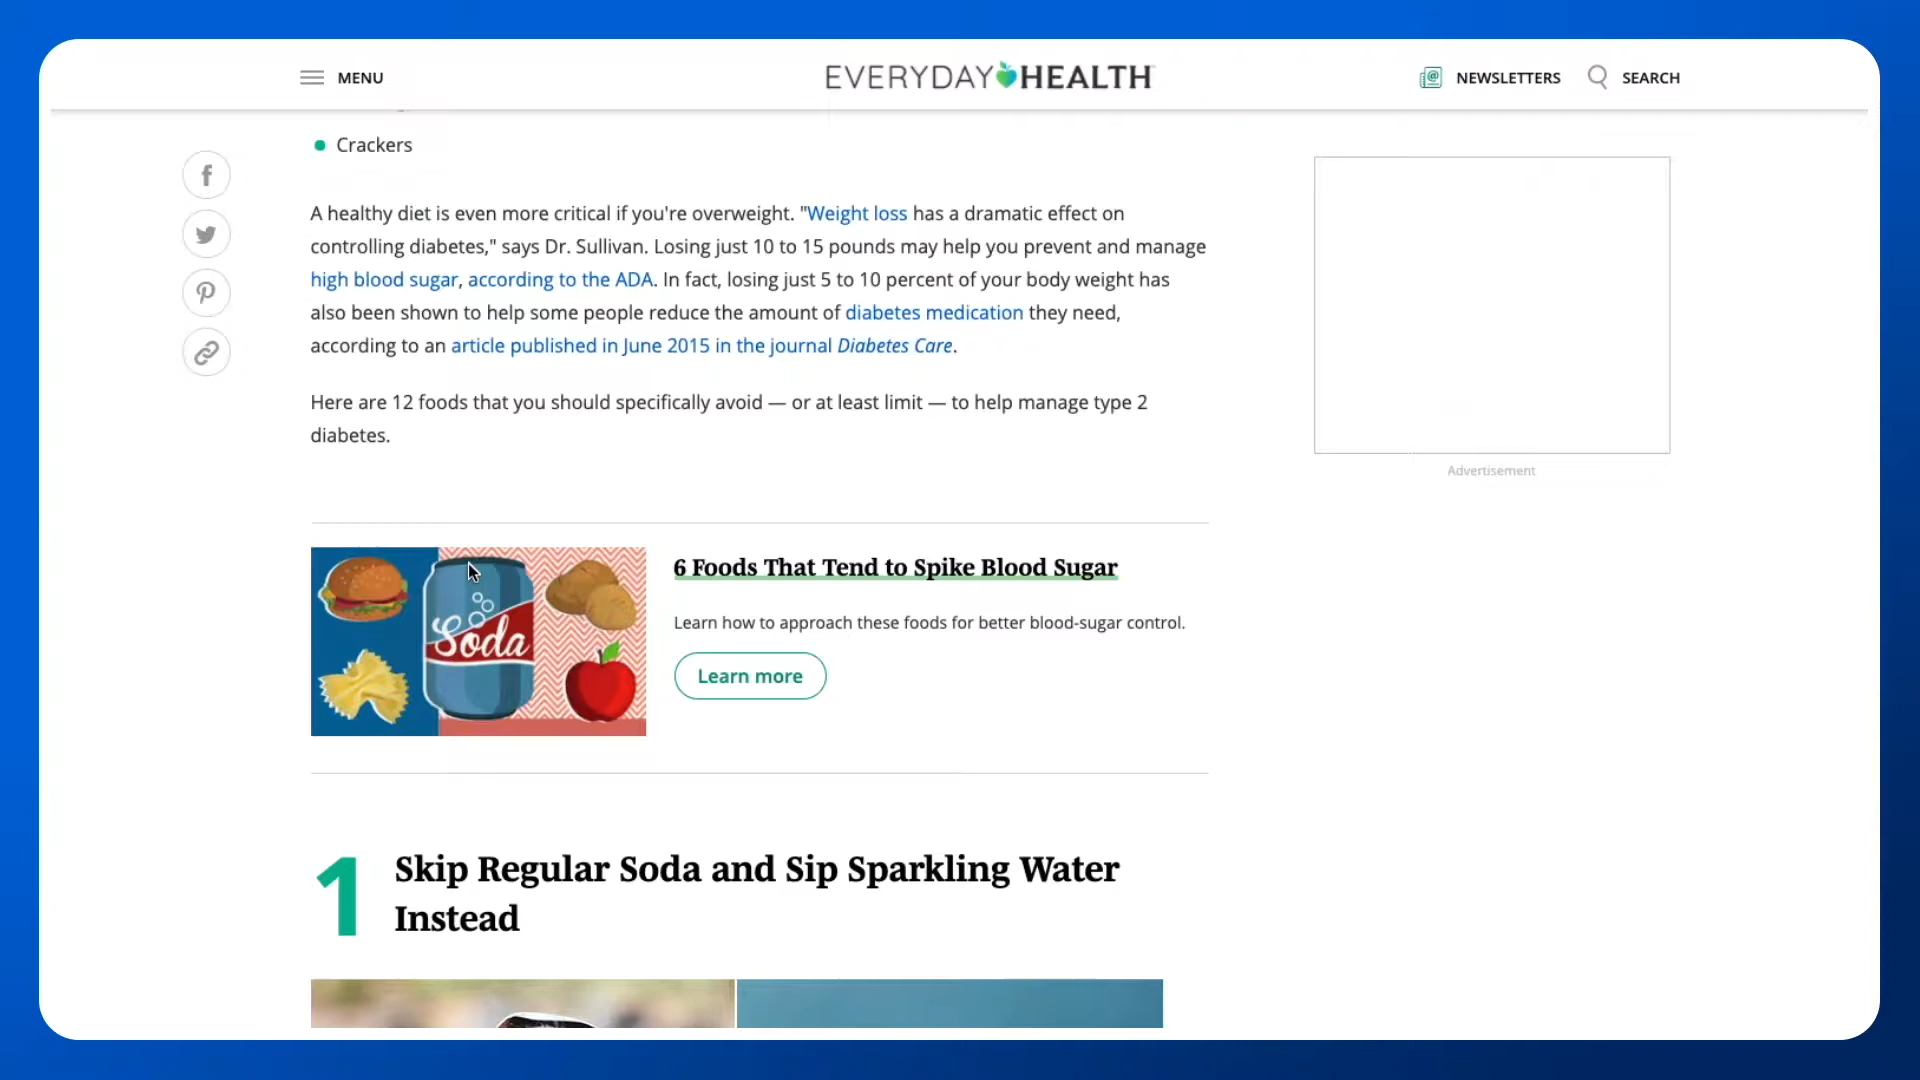 MENU
EVERYDAY HEALTH
NEWSLETTERS
SEARCH
Crackers
A healthy diet is even more critical if you're overweight. "Weight loss has a dramatic effect on
controlling diabetes," says Dr. Sullivan. Losing just 10 to 15 pounds may help you prevent and manage
high blood sugar, according to the ADA. In fact, losing just 5 to 10 percent of your body weight has
also been shown to help some people reduce the amount of diabetes medication they need,
according to an article published in June 2015 in the journal Diabetes Care.
Here are 12 foods that you should specifically avoid — or at least limit — to help manage type 2
diabetes.
Advertisement
Soda
6 Foods That Tend to Spike Blood Sugar
Learn how to approach these foods for better blood-sugar control.
Learn more
1
Skip Regular Soda and Sip Sparkling Water
Instead